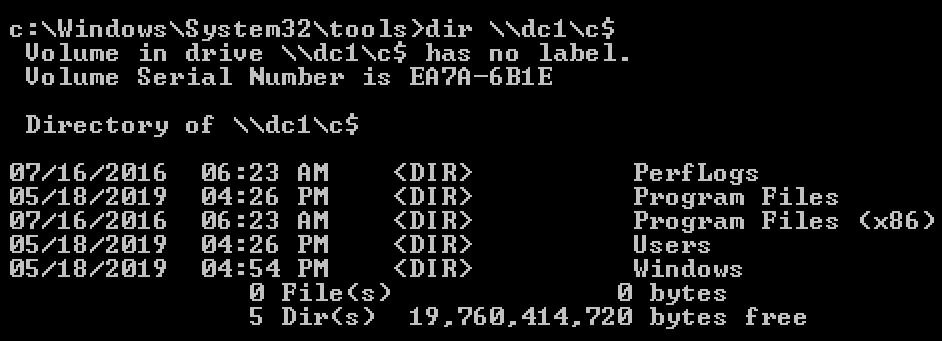 c:\Windows\System32\tools>dir \\dc1\c$
Volume in drive \\dc1\c$ has no label.
Volume Serial Number is EA7A-6B1E
Directory of \\dc1\c$
07/16/2016  06:23 AM    <DIR>          PerfLogs
05/18/2019  04:26 PM    <DIR>          Program Files
07/16/2016  06:23 AM    <DIR>          Program Files (x86)
05/18/2019  04:26 PM    <DIR>          Users
05/18/2019  04:54 PM    <DIR>          Windows
0 File(s)              0 bytes
5 Dir(s)  19,760,414,720 bytes free